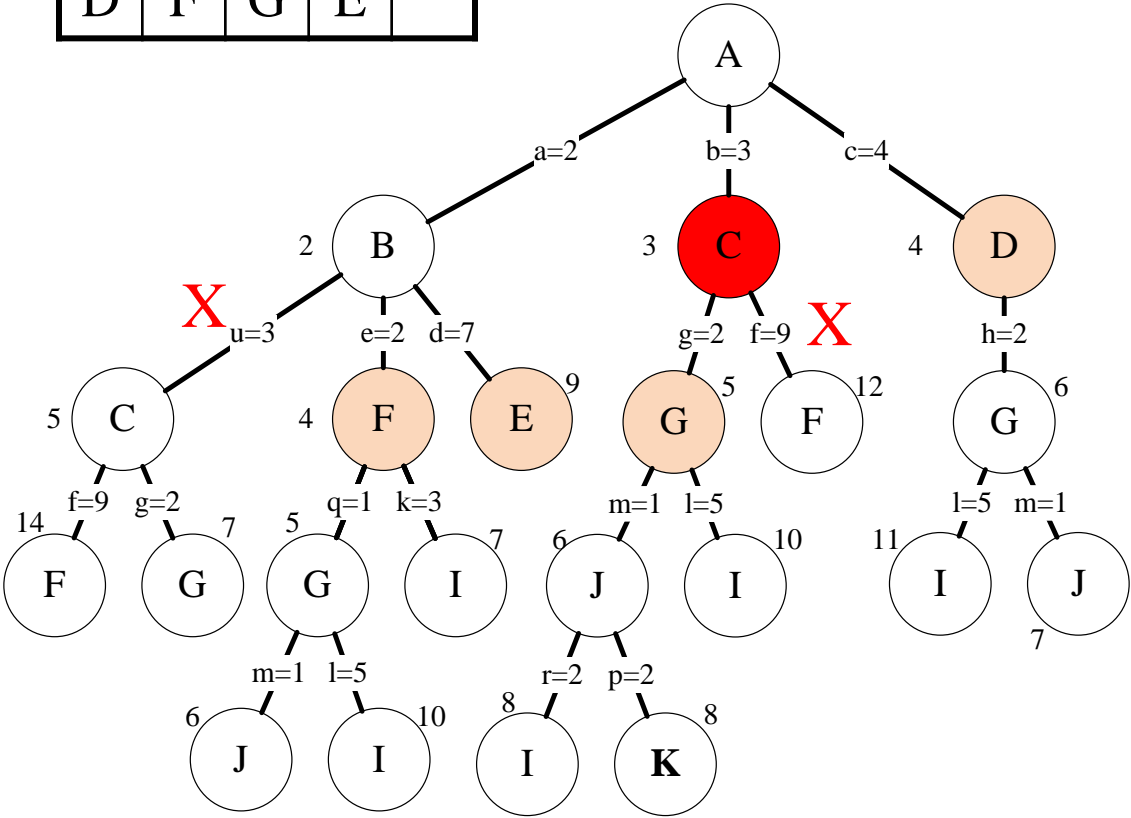 D F G E
A
a=2 b=3 c=4
2 B 3 C 4 D
X u=3 e=2 d=7 g=2 f=9 X h=2
5 C 4 F E 9 G 5 F 12 G 6
f=9 g=2 q=1 k=3 m=1 l=5 l=5 m=1
14 F G 7 5 G I 7 6 J I 10 11 I J 7
m=1 l=5 r=2 p=2
6 J I 10 8 I K 8